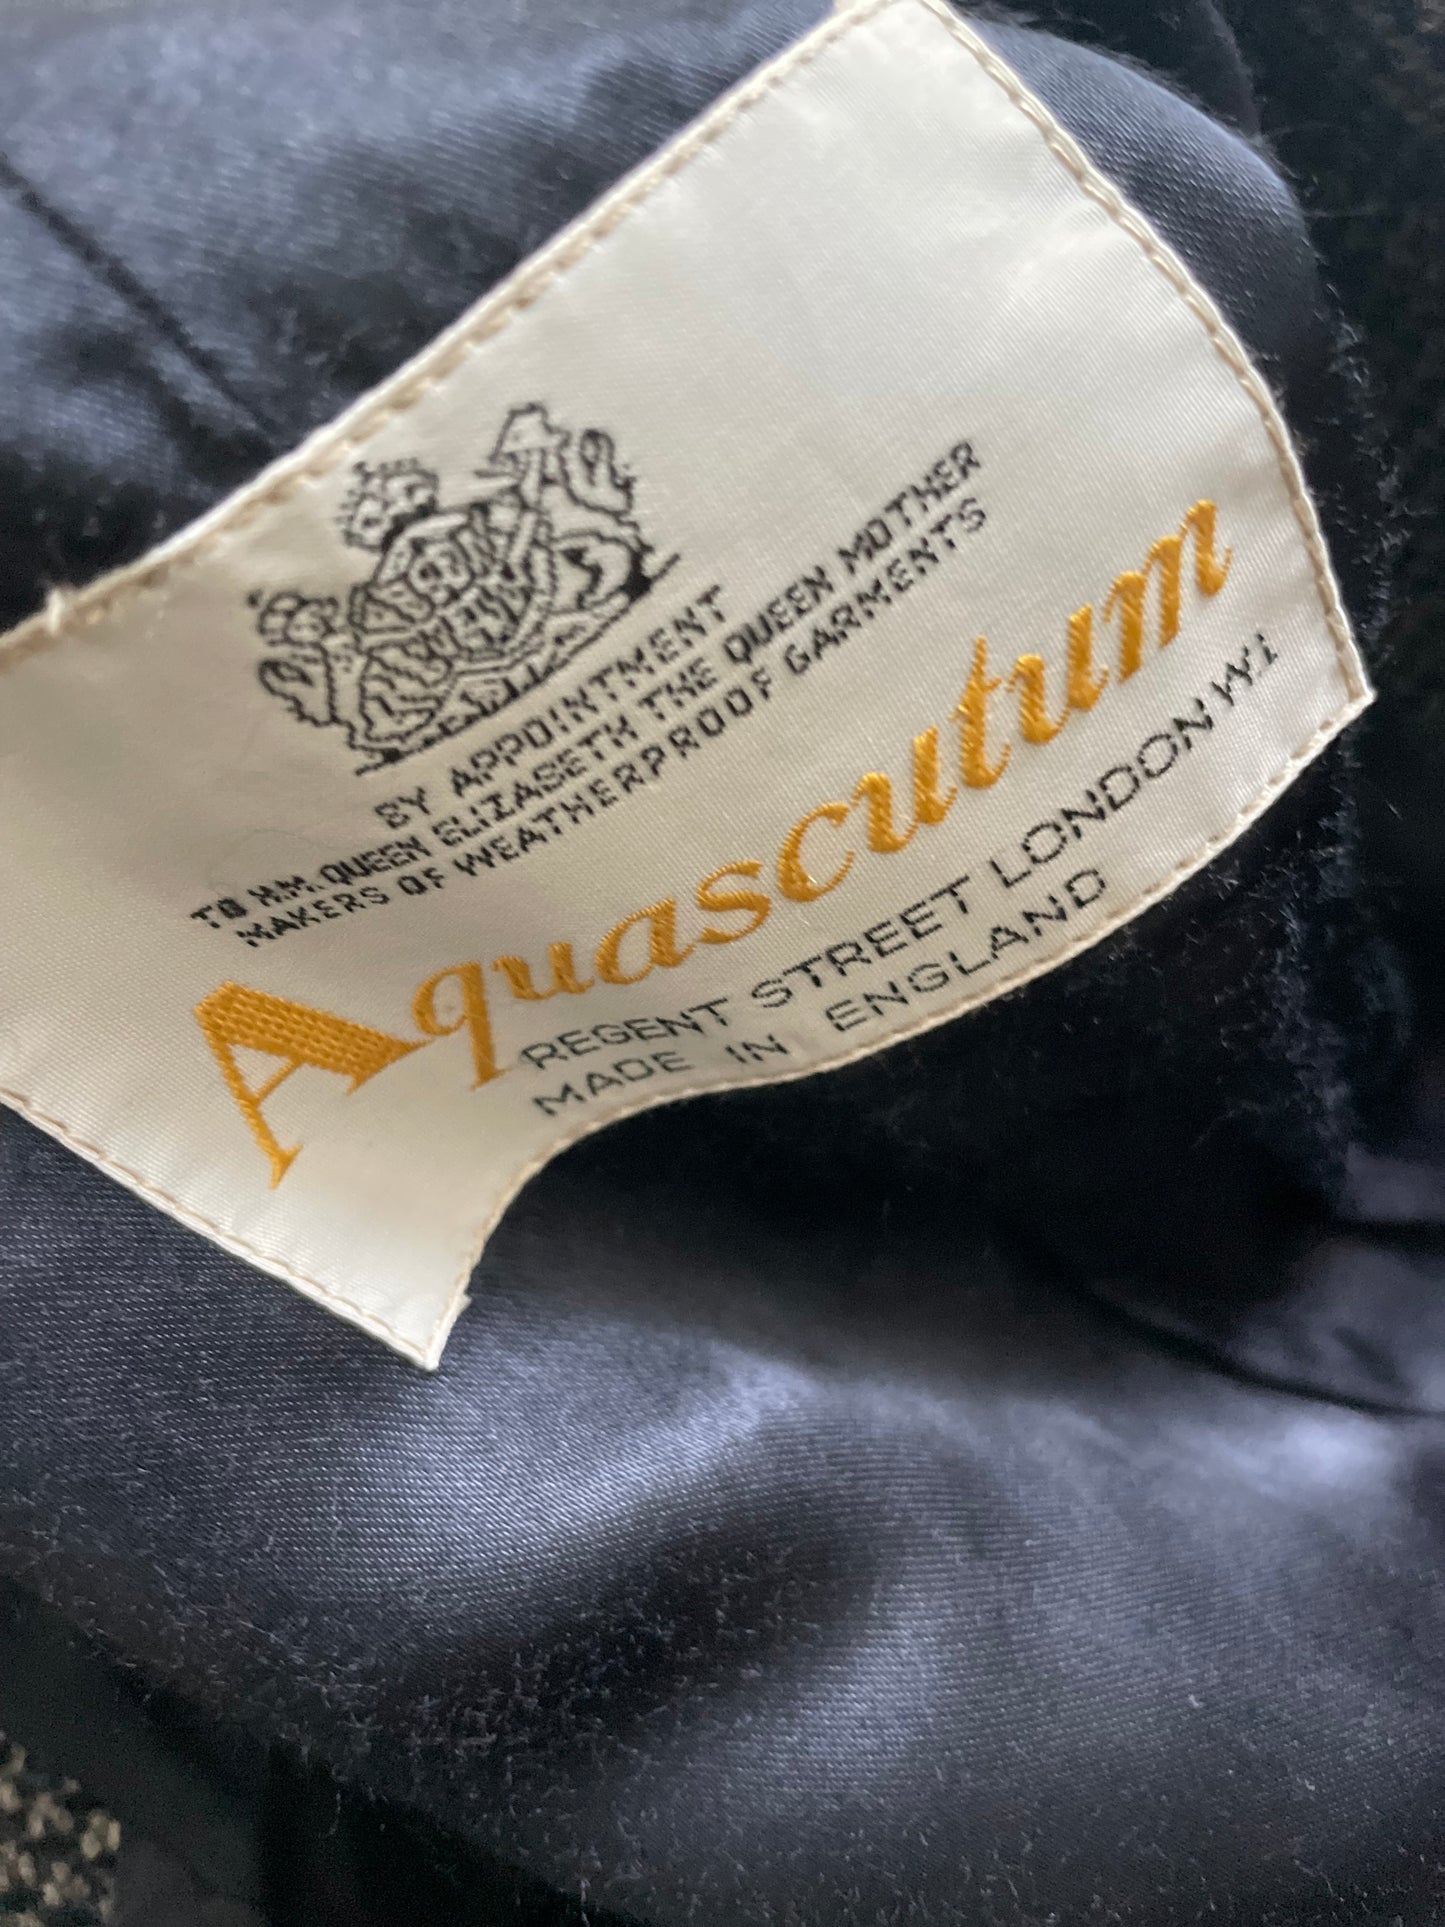 BY APPOINTMENT
TO H.M. QUEEN ELIZABETH THE QUEEN MOTHER
MAKERS OF WEATHERPROOF GARMENTS
Aquascutum
REGENT STREET LONDON W1
MADE IN ENGLAND